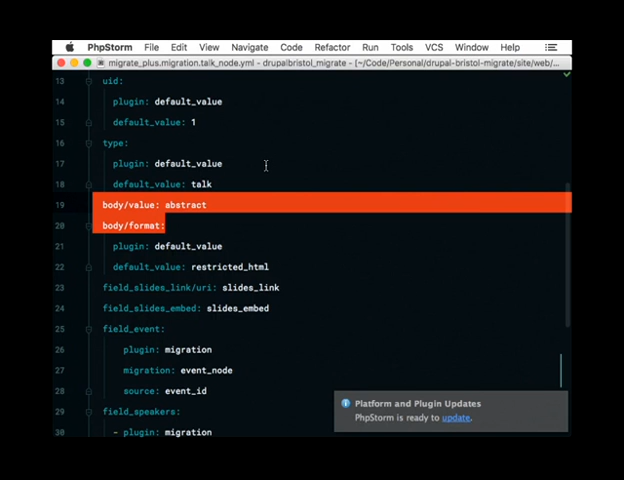 PhpStorm File Edit View Navigate Code Refactor Run Tools VCS Window Help
migrate_plus.migration.talk_node.yml - drupalbristol_migrate - [~/Code/Personal/drupal-bristol-migrate/site/web/...
13 uid:
14 plugin: default_value
15 default_value: 1
16 type:
17 plugin: default_value
18 default_value: talk
19 body/value: abstract
20 body/format:
21 plugin: default_value
22 default_value: restricted_html
23 field_slides_link/uri: slides_link
24 field_slides_embed: slides_embed
25 field_event:
26 plugin: migration
27 migration: event_node
28 source: event_id
29 field_speakers:
30 - plugin: migration
Platform and Plugin Updates
PhpStorm is ready to update.